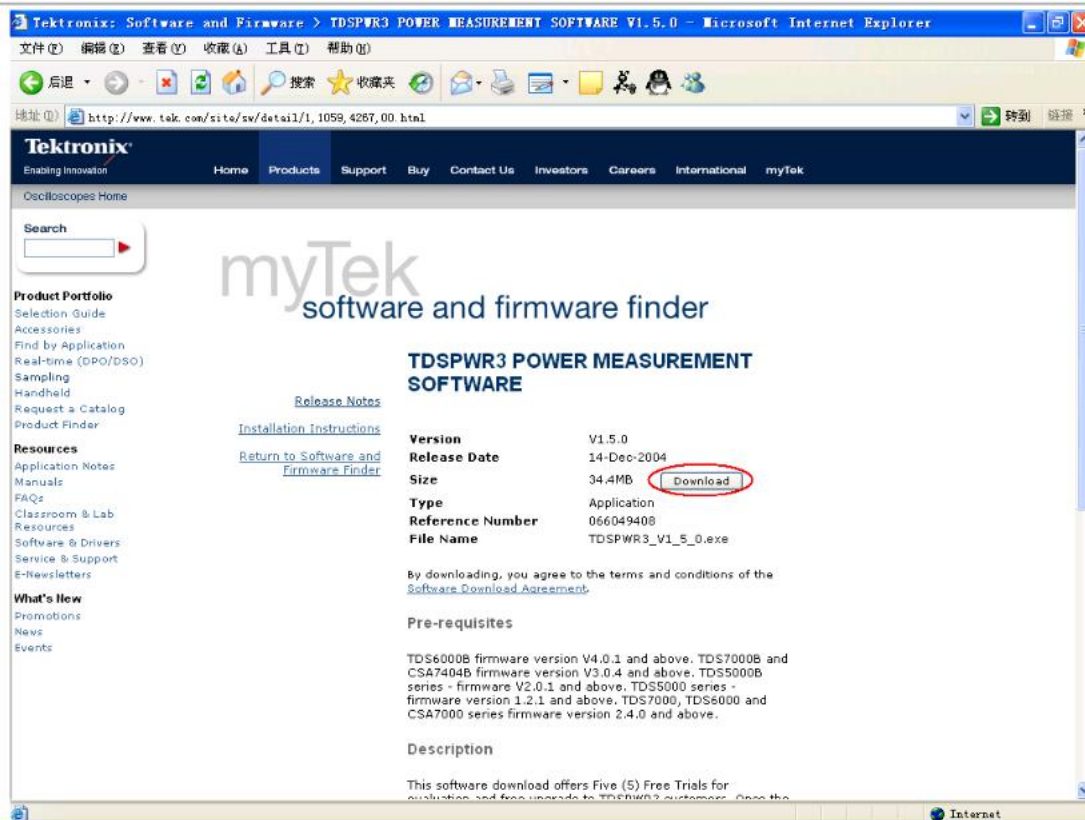 Tektronix: Software and Firmware > TDSPWR3 POWER MEASUREMENT SOFTWARE V1.5.0 - Microsoft Internet Explorer
文件(F) 编辑(E) 查看(V) 收藏(A) 工具(T) 帮助(H)
后退 搜索 收藏夹
地址(D) http://www.tek.com/site/sw/detail/1,1059,4267,00.html 转到 链接
Tektronix
Enabling Innovation
Home Products Support Buy Contact Us Investors Careers International myTek
Oscilloscopes Home
Search
Product Portfolio
Selection Guide
Accessories
Find by Application
Real-time (DPO/DSO)
Sampling
Handheld
Request a Catalog
Product Finder
Resources
Application Notes
Manuals
FAQs
Classroom & Lab
Resources
Software & Drivers
Service & Support
E-Newsletters
What's New
Promotions
News
Events
myTek
software and firmware finder
Release Notes
Installation Instructions
Return to Software and
Firmware Finder
TDSPWR3 POWER MEASUREMENT
SOFTWARE
Version V1.5.0
Release Date 14-Dec-2004
Size 34.4MB Download
Type Application
Reference Number 066049408
File Name TDSPWR3_V1_5_0.exe
By downloading, you agree to the terms and conditions of the
Software Download Agreement.
Pre-requisites
TDS6000B firmware version V4.0.1 and above. TDS7000B and
CSA7404B firmware version V3.0.4 and above. TDS5000B
series - firmware V2.0.1 and above. TDS5000 series -
firmware version 1.2.1 and above. TDS7000, TDS6000 and
CSA7000 series firmware version 2.4.0 and above.
Description
This software download offers Five (5) Free Trials for
evaluation and free upgrade to TDSPWR2 customers. Once the
Internet